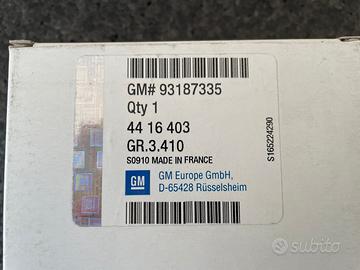 GM# 93187335
Qty 1
44 16 403
GR.3.410
S0910 MADE IN FRANCE
GM
GM Europe GmbH,
D-65428 Rüsselsheim
S165224290
subito